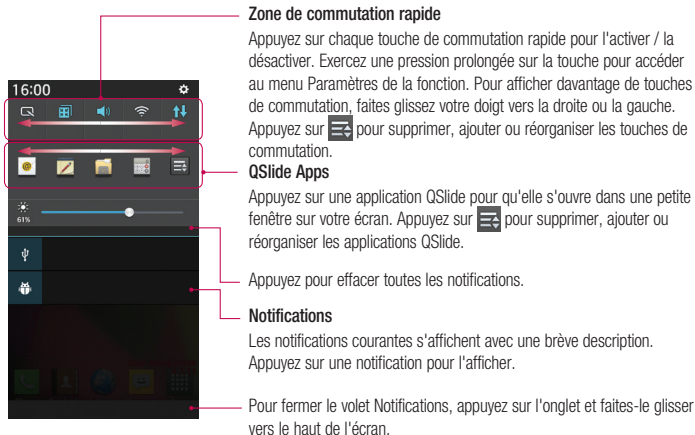 Zone de commutation rapide
Appuyez sur chaque touche de commutation rapide pour l'activer / la
désactiver. Exercez une pression prolongée sur la touche pour accéder
au menu Paramètres de la fonction. Pour afficher davantage de touches
de commutation, faites glissez votre doigt vers la droite ou la gauche.
Appuyez sur pour supprimer, ajouter ou réorganiser les touches de
commutation.
QSlide Apps
Appuyez sur une application QSlide pour qu'elle s'ouvre dans une petite
fenêtre sur votre écran. Appuyez sur pour supprimer, ajouter ou
réorganiser les applications QSlide.
Appuyez pour effacer toutes les notifications.
Notifications
Les notifications courantes s'affichent avec une brève description.
Appuyez sur une notification pour l'afficher.
Pour fermer le volet Notifications, appuyez sur l'onglet et faites-le glisser
vers le haut de l'écran.
16:00
61%